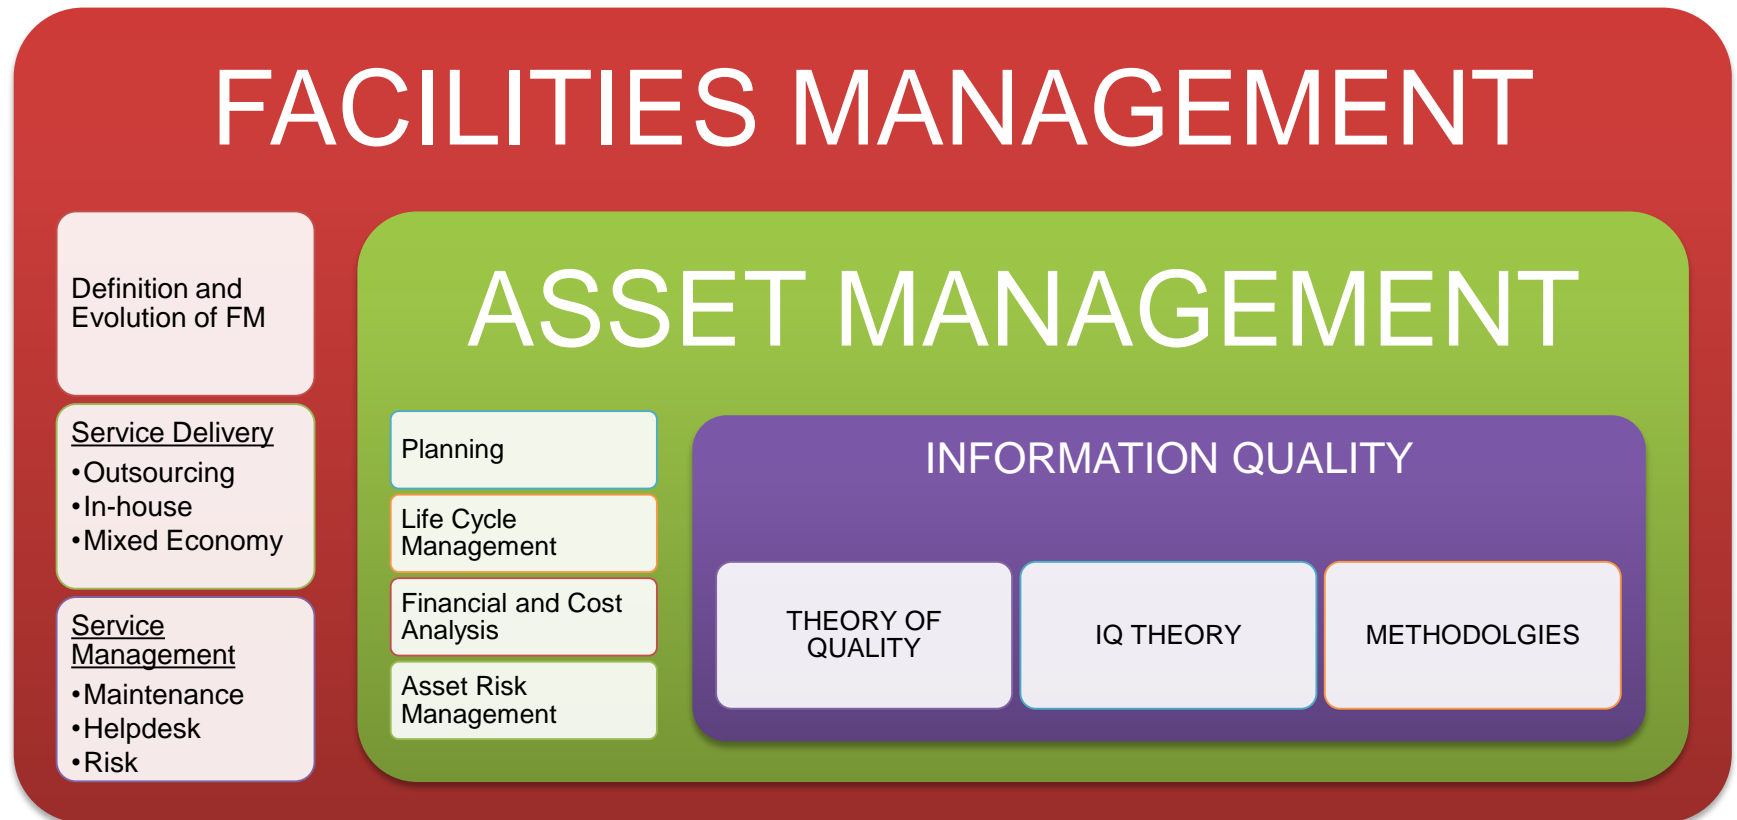 FACILITIES MANAGEMENT
Definition and
Evolution of FM
Service Delivery
•Outsourcing
•In-house
•Mixed Economy
Service
Management
•Maintenance
•Helpdesk
•Risk
ASSET MANAGEMENT
Planning
Life Cycle
Management
Financial and Cost
Analysis
Asset Risk
Management
INFORMATION QUALITY
THEORY OF
QUALITY
IQ THEORY
METHODOLGIES